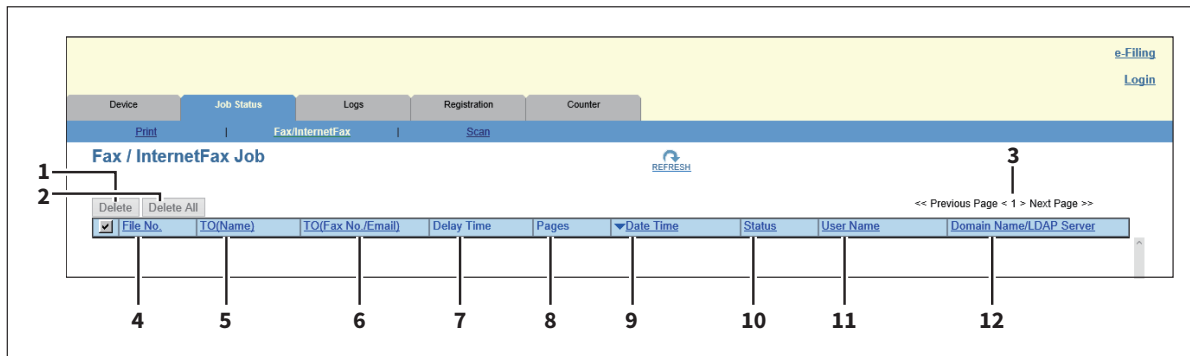 e-Filing
Login
Device Job Status Logs Registration Counter
Print | Fax/InternetFax | Scan
Fax / InternetFax Job
REFRESH
3
1
2
Delete Delete All
<< Previous Page < 1 > Next Page >>
File No. TO(Name) TO(Fax No./Email) Delay Time Pages Date Time Status User Name Domain Name/LDAP Server
4 5 6 7 8 9 10 11 12